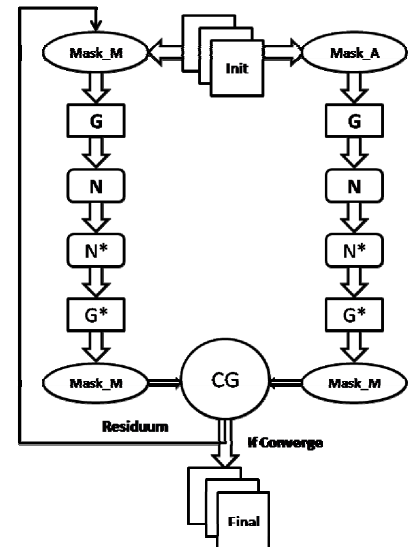 Mask_M
Init
Mask_A
G
G
N
N
N*
N*
G*
G*
Mask_M
CG
Mask_M
Residuum
If Converge
Final